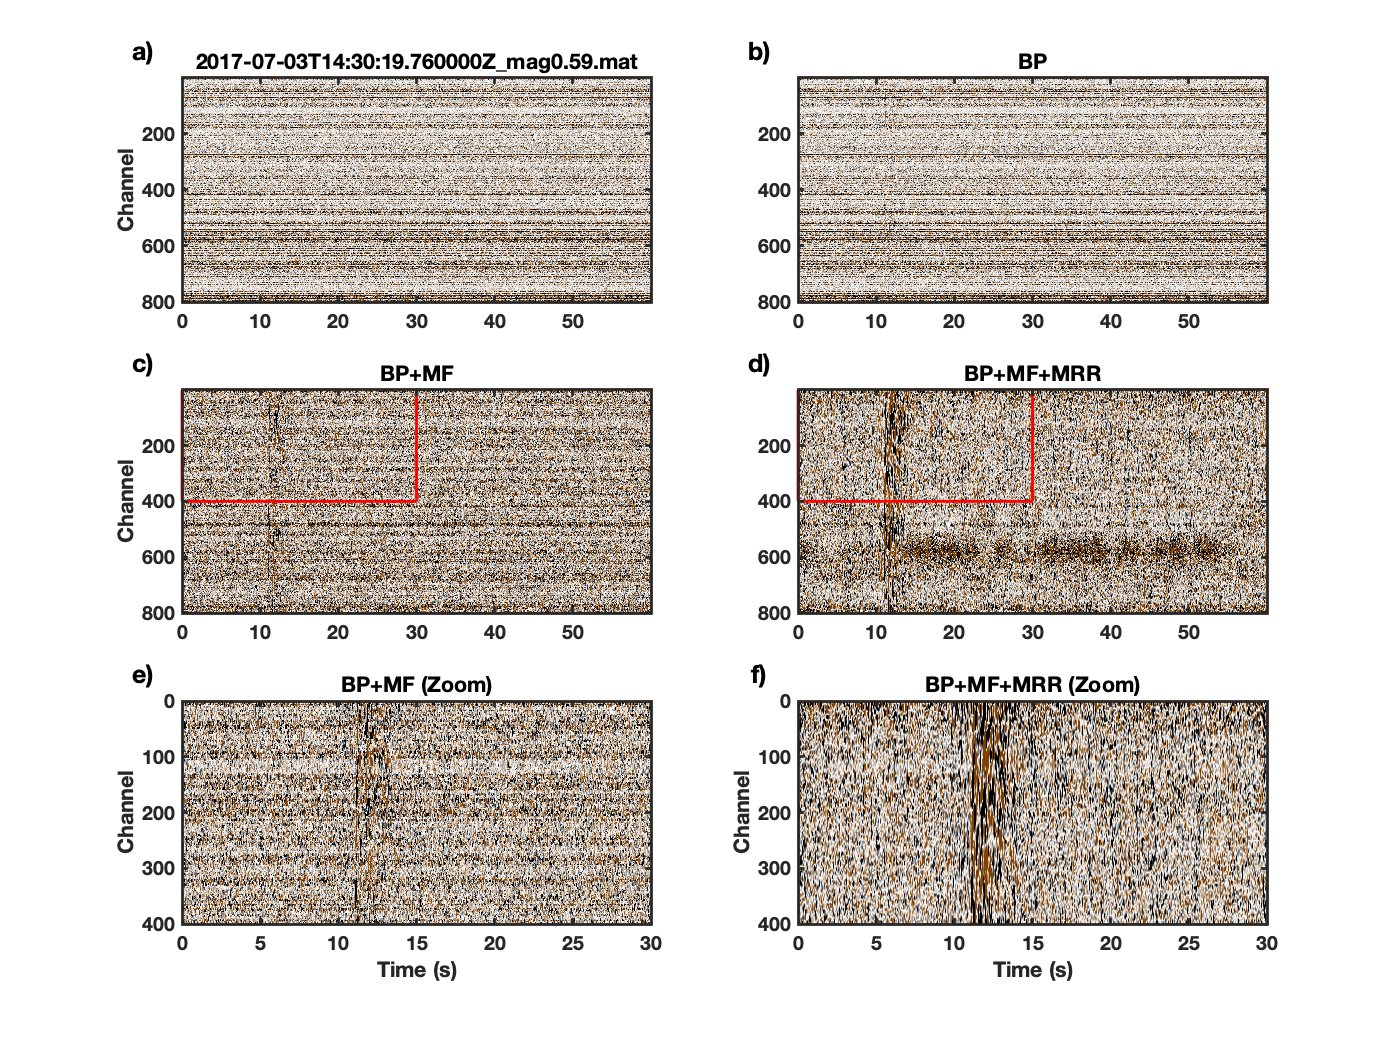 a)
2017-07-03T14:30:19.760000Z_mag0.59.mat
Channel
200
400
600
800
0 10 20 30 40 50
b)
BP
200
400
600
800
0 10 20 30 40 50
c)
BP+MF
Channel
200
400
600
800
0 10 20 30 40 50
d)
BP+MF+MRR
200
400
600
800
0 10 20 30 40 50
e)
BP+MF (Zoom)
Channel
0
100
200
300
400
0 5 10 15 20 25 30
Time (s)
f)
BP+MF+MRR (Zoom)
Channel
0
100
200
300
400
0 5 10 15 20 25 30
Time (s)